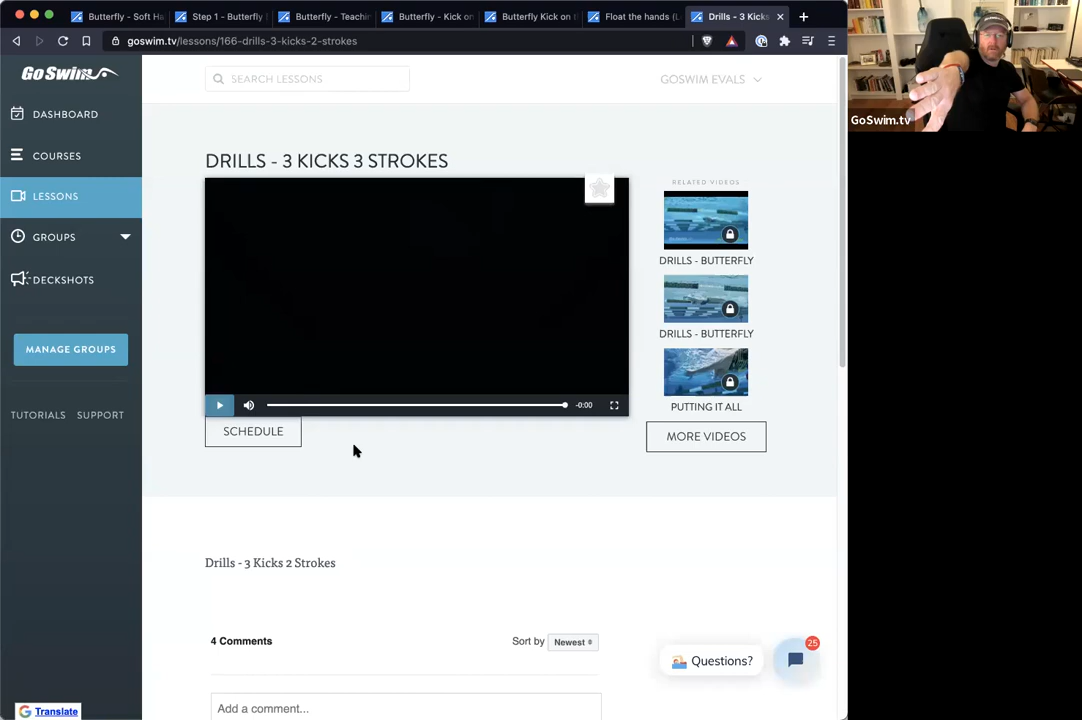 Butterfly - Soft Ha
Step 1 - Butterfly
Butterfly - Teachin
Butterfly - Kick on
Butterfly Kick on t
Float the hands (L
Drills - 3 Kicks
goswim.tv/lessons/166-drills-3-kicks-2-strokes
GoSwim
SEARCH LESSONS
GOSWIM EVALS
GoSwim.tv
DASHBOARD
COURSES
LESSONS
GROUPS
DECKSHOTS
MANAGE GROUPS
TUTORIALS SUPPORT
DRILLS - 3 KICKS 3 STROKES
-0:00
SCHEDULE
RELATED VIDEOS
DRILLS - BUTTERFLY
DRILLS - BUTTERFLY
PUTTING IT ALL
MORE VIDEOS
Drills - 3 Kicks 2 Strokes
4 Comments
Sort by Newest
Add a comment...
Questions?
25
G Translate